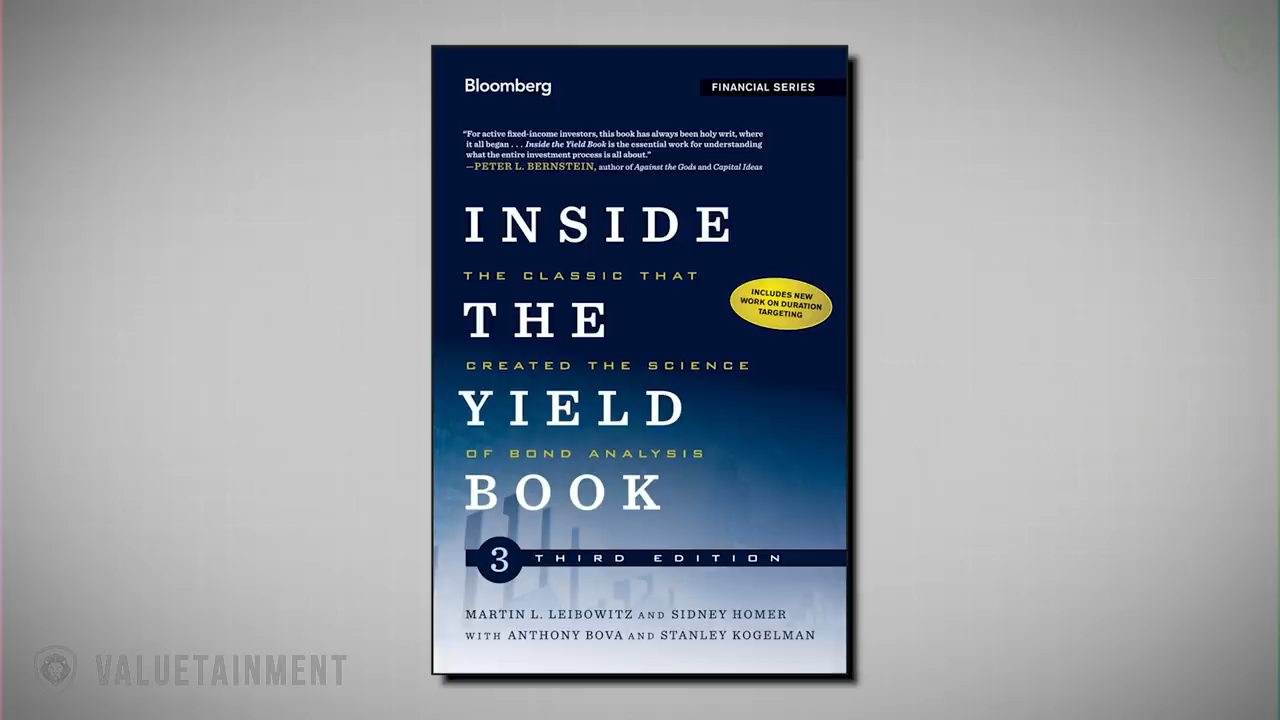 Bloomberg
FINANCIAL SERIES
“For active fixed-income investors, this book has always been holy writ, where
it all began . . . Inside the Yield Book is the essential work for understanding
what the entire investment process is all about.”
—PETER L. BERNSTEIN, author of Against the Gods and Capital Ideas
INSIDE
THE CLASSIC THAT
THE
INCLUDES NEW
WORK ON DURATION
TARGETING
CREATED THE SCIENCE
YIELD
OF BOND ANALYSIS
BOOK
3 THIRD EDITION
MARTIN L. LEIBOWITZ AND SIDNEY HOMER
WITH ANTHONY BOVA AND STANLEY KOGELMAN
VALUETAINMENT